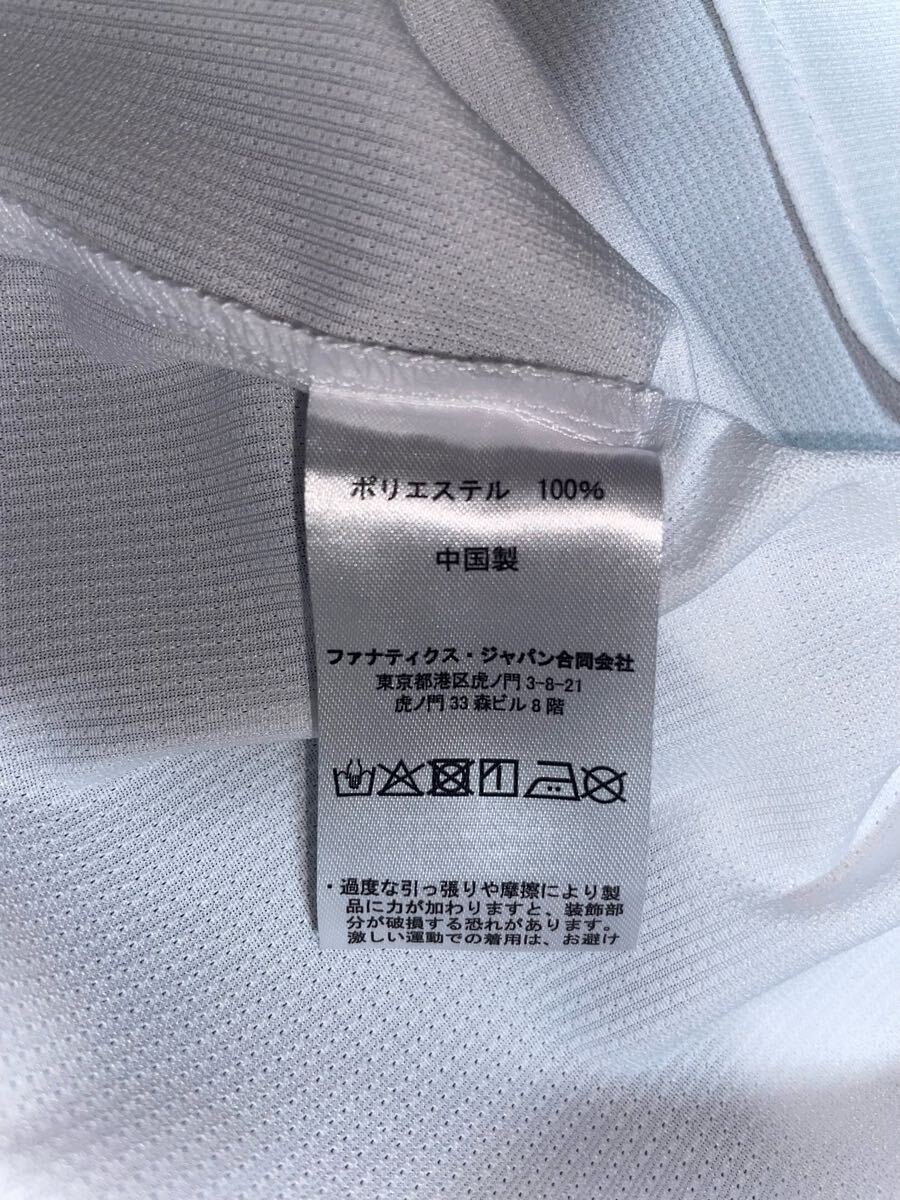 ポリエステル 100%
中国製
ファナティクス・ジャパン合同会社
東京都港区虎ノ門3-8-21
虎ノ門33森ビル8階
・過度な引っ張りや摩擦により製
品に力が加わりますと、装飾部
分が破損する恐れがあります。
激しい運動での着用は、お避け